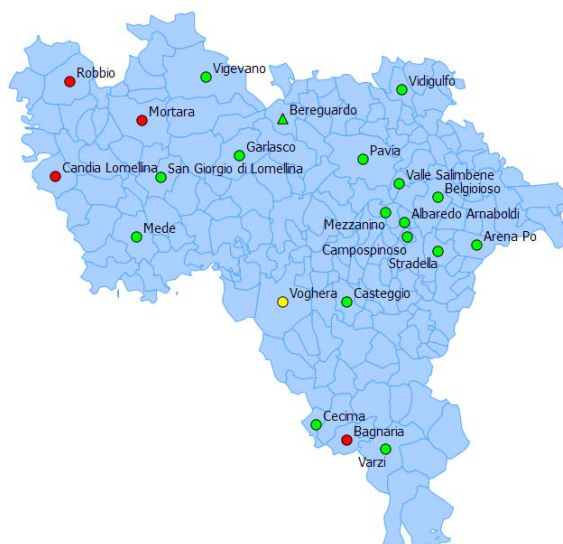 Robbio
Vigevano
Vidigulfo
Mortara
Bereguardo
Garlasco
Pavia
Candia Lomellina
San Giorgio di Lomellina
Valle Salimbene
Belgioioso
Mezzanino
Albaredo Arnaboldi
Mede
Campospinoso
Arena Po
Stradella
Voghera
Casteggio
Cecima
Bagnaria
Varzi